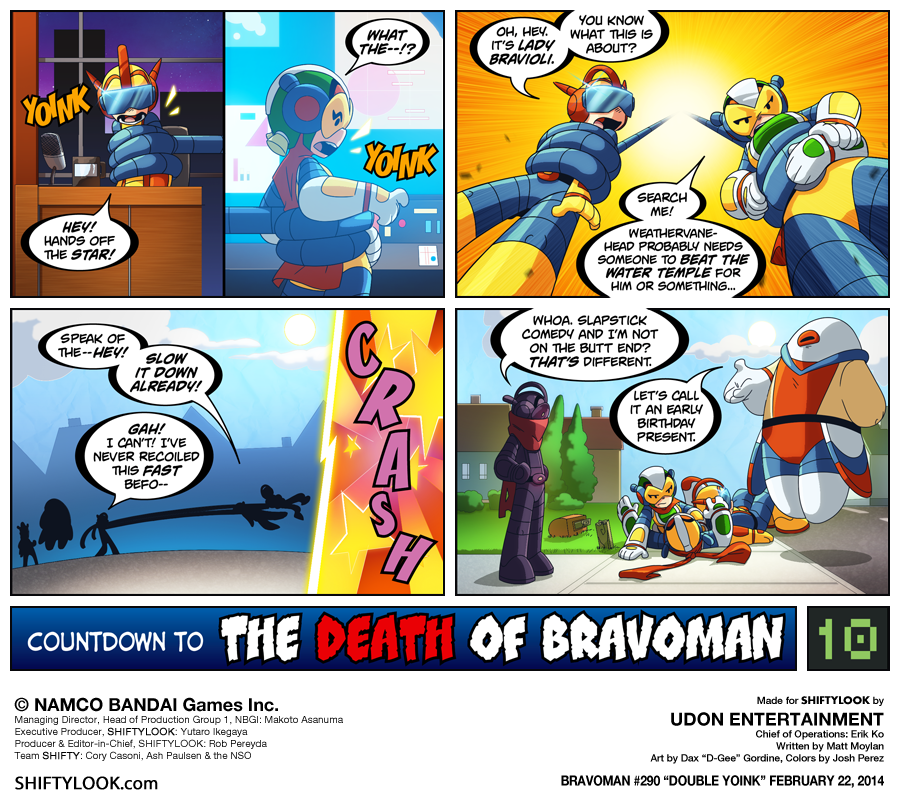 YOINK
HEY!
HANDS OFF
THE STAR!
WHAT
THE--!?
YOINK
OH, HEY.
IT'S LADY
BRAVIOLI.
YOU KNOW
WHAT THIS IS
ABOUT?
SEARCH
ME!
WEATHERVANE-
HEAD PROBABLY NEEDS
SOMEONE TO BEAT THE
WATER TEMPLE FOR
HIM OR SOMETHING...
SPEAK OF
THE--HEY!
SLOW
IT DOWN
ALREADY!
GAH!
I CAN'T! I'VE
NEVER RECOILED
THIS FAST
BEFO--
CRASH
WHOA. SLAPSTICK
COMEDY AND I'M NOT
ON THE BUTT END?
THAT'S DIFFERENT.
LET'S CALL
IT AN EARLY
BIRTHDAY
PRESENT.
COUNTDOWN TO THE DEATH OF BRAVOMAN 10
© NAMCO BANDAI Games Inc.
Managing Director, Head of Production Group 1, NBGI: Makoto Asanuma
Executive Producer, SHIFTYLOOK: Yutaro Ikegaya
Producer & Editor-in-Chief, SHIFTYLOOK: Rob Pereyda
Team SHIFTY: Cory Casoni, Ash Paulsen & the NSO
SHIFTYLOOK.com
Made for SHIFTYLOOK by
UDON ENTERTAINMENT
Chief of Operations: Erik Ko
Written by Matt Moylan
Art by Dax "D-Gee" Gordine, Colors by Josh Perez
BRAVOMAN #290 "DOUBLE YOINK" FEBRUARY 22, 2014